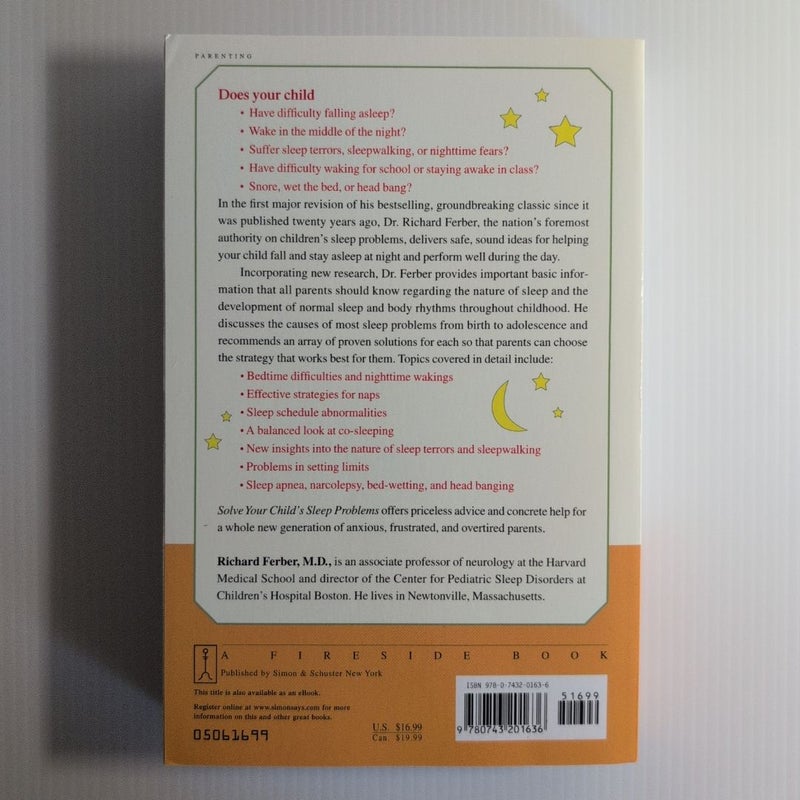 PARENTING
Does your child
• Have difficulty falling asleep?
• Wake in the middle of the night?
• Suffer sleep terrors, sleepwalking, or nighttime fears?
• Have difficulty waking for school or staying awake in class?
• Snore, wet the bed, or head bang?
In the first major revision of his bestselling, groundbreaking classic since it
was published twenty years ago, Dr. Richard Ferber, the nation's foremost
authority on children's sleep problems, delivers safe, sound ideas for helping
your child fall and stay asleep at night and perform well during the day.
Incorporating new research, Dr. Ferber provides important basic infor-
mation that all parents should know regarding the nature of sleep and the
development of normal sleep and body rhythms throughout childhood. He
discusses the causes of most sleep problems from birth to adolescence and
recommends an array of proven solutions for each so that parents can choose
the strategy that works best for them. Topics covered in detail include:
• Bedtime difficulties and nighttime wakings
• Effective strategies for naps
• Sleep schedule abnormalities
• A balanced look at co-sleeping
• New insights into the nature of sleep terrors and sleepwalking
• Problems in setting limits
• Sleep apnea, narcolepsy, bed-wetting, and head banging
Solve Your Child's Sleep Problems offers priceless advice and concrete help for
a whole new generation of anxious, frustrated, and overtired parents.
Richard Ferber, M.D., is an associate professor of neurology at the Harvard
Medical School and director of the Center for Pediatric Sleep Disorders at
Children's Hospital Boston. He lives in Newtonville, Massachusetts.
A FIRESIDE BOOK
Published by Simon & Schuster New York
This title is also available as an eBook.
Register online at www.simonsays.com for more
information on this and other great books.
05061699
U.S. $16.99
Can. $19.99
ISBN 978-0-7432-0163-6
51699
9 780743 201636